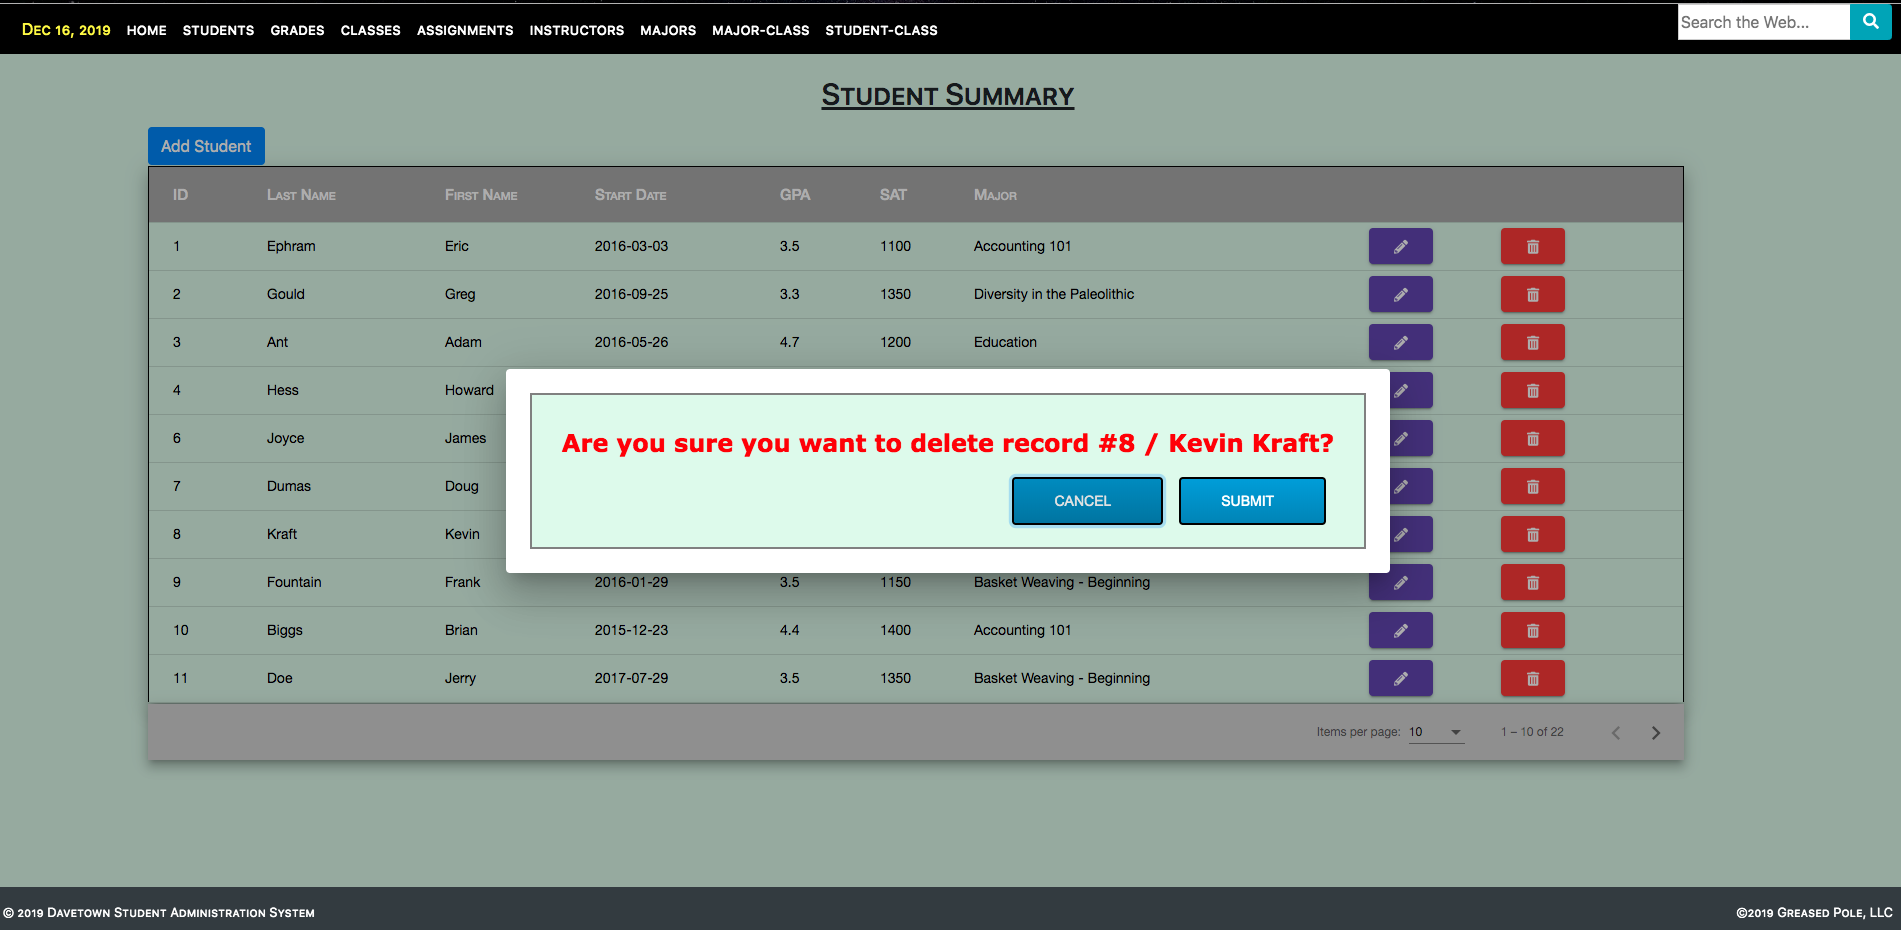 Dec 16, 2019 HOME STUDENTS GRADES CLASSES ASSIGNMENTS INSTRUCTORS MAJORS MAJOR-CLASS STUDENT-CLASS Search the Web...
Student Summary
Add Student
ID Last Name First Name Start Date GPA SAT Major
1 Ephram Eric 2016-03-03 3.5 1100 Accounting 101
2 Gould Greg 2016-09-25 3.3 1350 Diversity in the Paleolithic
3 Ant Adam 2016-05-26 4.7 1200 Education
4 Hess Howard
6 Joyce James
7 Dumas Doug
8 Kraft Kevin
Are you sure you want to delete record #8 / Kevin Kraft?
CANCEL SUBMIT
9 Fountain Frank 2016-01-29 3.5 1150 Basket Weaving - Beginning
10 Biggs Brian 2015-12-23 4.4 1400 Accounting 101
11 Doe Jerry 2017-07-29 3.5 1350 Basket Weaving - Beginning
Items per page: 10 1 – 10 of 22
© 2019 Davetown Student Administration System ©2019 Greased Pole, LLC